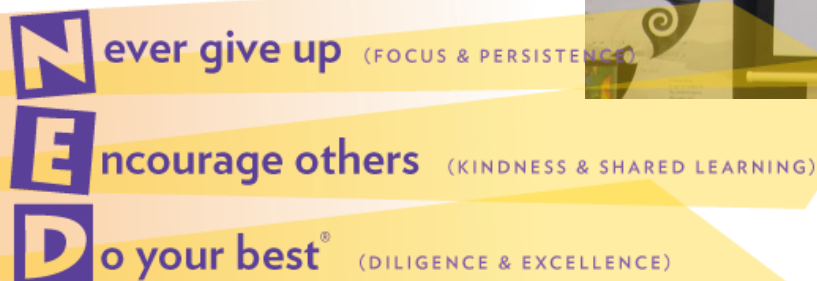 Never give up (FOCUS & PERSISTENCE)
Encourage others (KINDNESS & SHARED LEARNING)
Do your best® (DILIGENCE & EXCELLENCE)